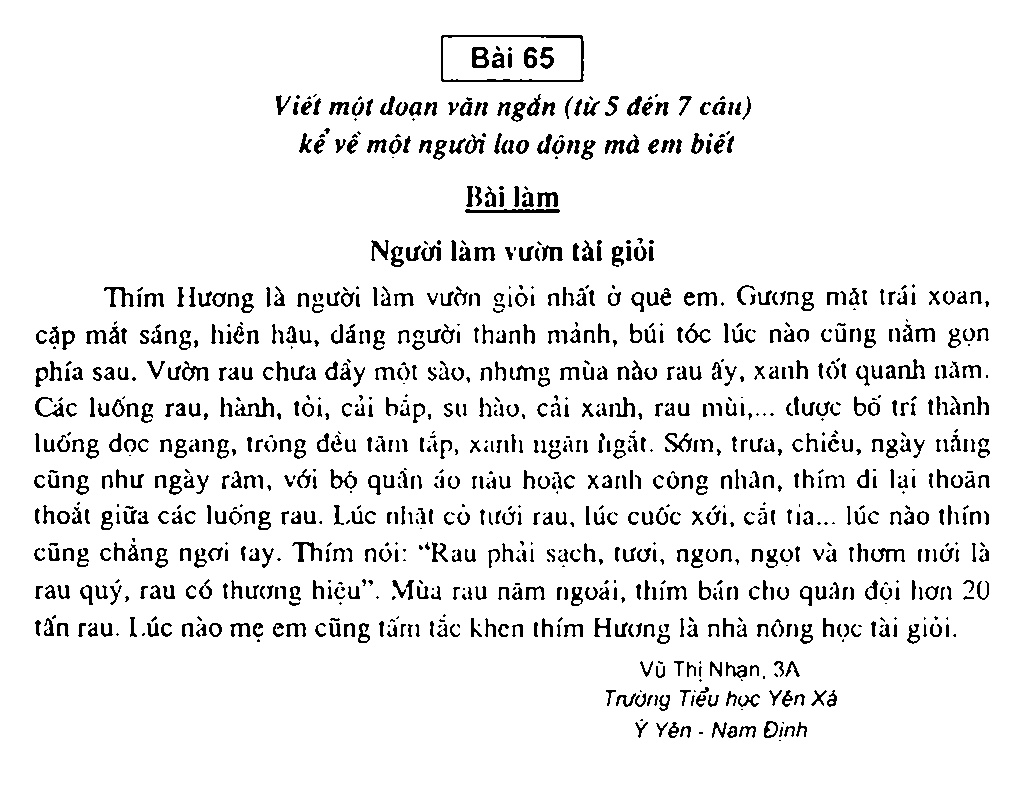 Bài 65
Viết một đoạn văn ngắn (từ 5 đến 7 câu)
kể về một người lao động mà em biết
Bài làm
Người làm vườn tài giỏi
Thím Hương là người làm vườn giỏi nhất ở quê em. Gương mặt trái xoan,
cặp mắt sáng, hiền hậu, dáng người thanh mảnh, búi tóc lúc nào cũng nằm gọn
phía sau. Vườn rau chưa đầy một sào, nhưng mùa nào rau ấy, xanh tốt quanh năm.
Các luống rau, hành, tỏi, cải bắp, su hào, cải xanh, rau mùi,... được bố trí thành
luống dọc ngang, trồng đều tăm tắp, xanh ngăn ngắt. Sớm, trưa, chiều, ngày nắng
cũng như ngày râm, với bộ quần áo nâu hoặc xanh công nhân, thím đi lại thoăn
thoắt giữa các luống rau. Lúc nhặt cỏ tưới rau, lúc cuốc xới, cắt tỉa... lúc nào thím
cũng chẳng ngơi tay. Thím nói: “Rau phải sạch, tươi, ngon, ngọt và thơm mới là
rau quý, rau có thương hiệu”. Mùa rau năm ngoái, thím bán cho quân đội hơn 20
tấn rau. Lúc nào mẹ em cũng tấm tắc khen thím Hương là nhà nông học tài giỏi.
Vũ Thị Nhạn, 3A
Trường Tiểu học Yên Xá
Ý Yên - Nam Định